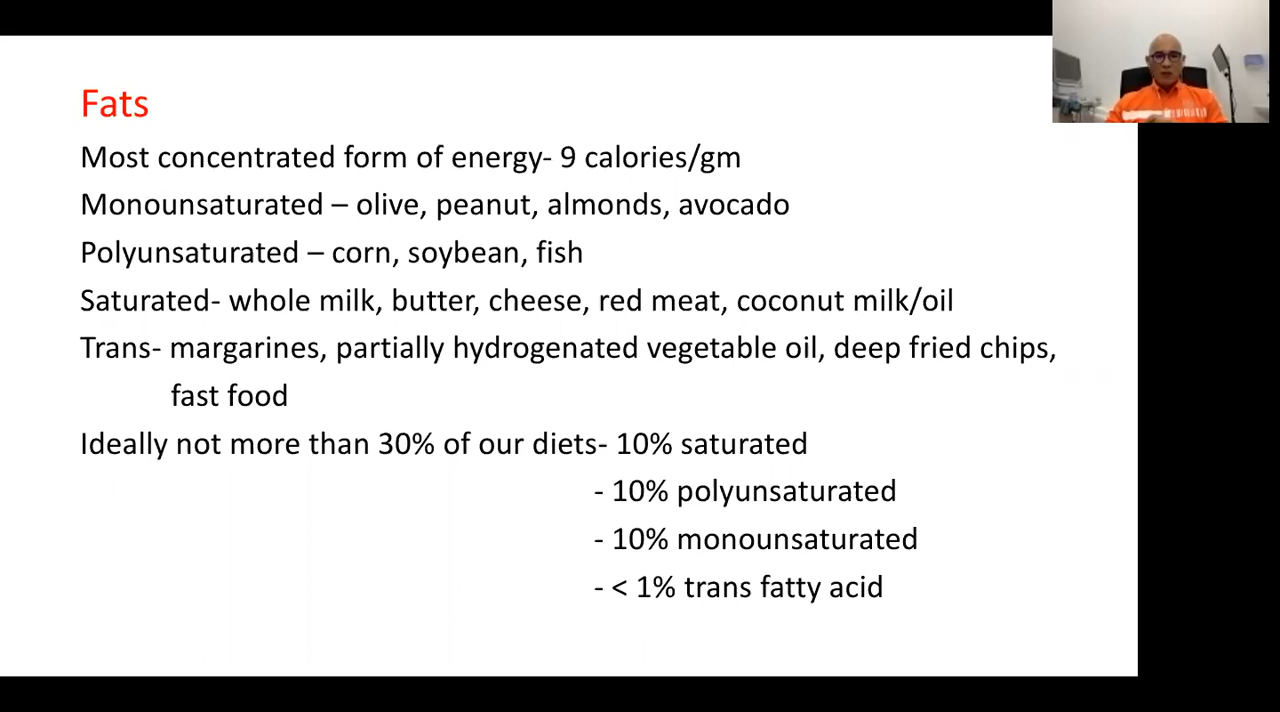 Fats
Most concentrated form of energy- 9 calories/gm
Monounsaturated – olive, peanut, almonds, avocado
Polyunsaturated – corn, soybean, fish
Saturated- whole milk, butter, cheese, red meat, coconut milk/oil
Trans- margarines, partially hydrogenated vegetable oil, deep fried chips,
fast food
Ideally not more than 30% of our diets- 10% saturated
- 10% polyunsaturated
- 10% monounsaturated
- < 1% trans fatty acid